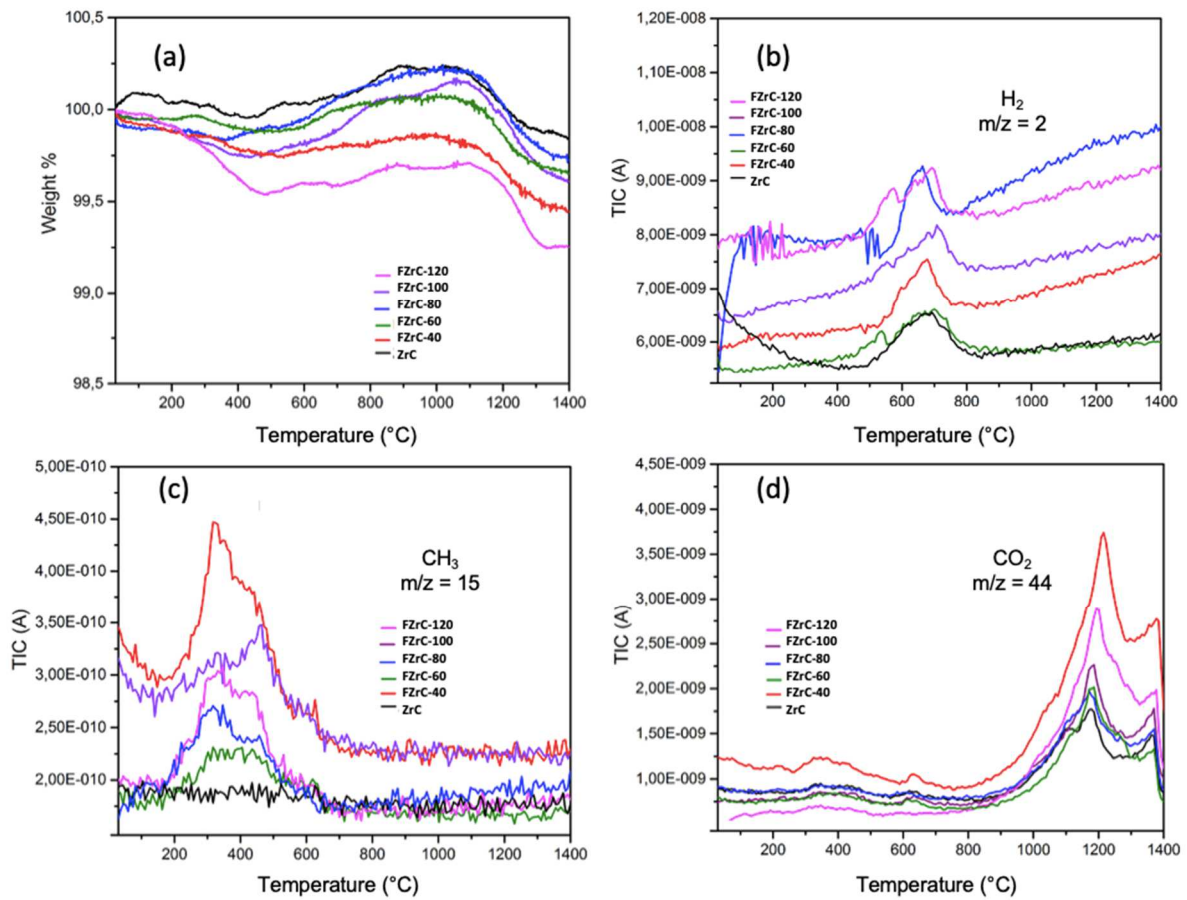 (a)
Weight %
100,5
100,0
99,5
99,0
98,5
FZrC-120
FZrC-100
FZrC-80
FZrC-60
FZrC-40
ZrC
200 400 600 800 1000 1200 1400
Temperature (°C)
(b)
H2
m/z = 2
TIC (A)
1,20E-008
1,10E-008
1,00E-008
9,00E-009
8,00E-009
7,00E-009
6,00E-009
FZrC-120
FZrC-100
FZrC-80
FZrC-60
FZrC-40
ZrC
200 400 600 800 1000 1200 1400
Temperature (°C)
(c)
CH3
m/z = 15
TIC (A)
5,00E-010
4,50E-010
4,00E-010
3,50E-010
3,00E-010
2,50E-010
2,00E-010
FZrC-120
FZrC-100
FZrC-80
FZrC-60
FZrC-40
ZrC
200 400 600 800 1000 1200 1400
Temperature (°C)
(d)
CO2
m/z = 44
TIC (A)
4,50E-009
4,00E-009
3,50E-009
3,00E-009
2,50E-009
2,00E-009
1,50E-009
1,00E-009
FZrC-120
FZrC-100
FZrC-80
FZrC-60
FZrC-40
ZrC
200 400 600 800 1000 1200 1400
Temperature (°C)